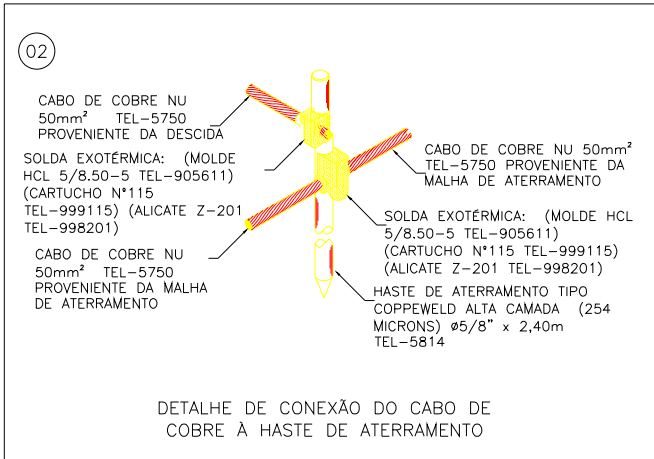 02
CABO DE COBRE NU
50mm² TEL-5750
PROVENIENTE DA DESCIDA
SOLDA EXOTÉRMICA: (MOLDE
HCL 5/8.50-5 TEL-905611)
(CARTUCHO N°115
TEL-999115) (ALICATE Z-201
TEL-998201)
CABO DE COBRE NU
50mm² TEL-5750
PROVENIENTE DA MALHA
DE ATERRAMENTO
CABO DE COBRE NU 50mm²
TEL-5750 PROVENIENTE DA
MALHA DE ATERRAMENTO
SOLDA EXOTÉRMICA: (MOLDE HCL
5/8.50-5 TEL-905611)
(CARTUCHO N°115 TEL-999115)
(ALICATE Z-201 TEL-998201)
HASTE DE ATERRAMENTO TIPO
COPPEWELD ALTA CAMADA (254
MICRONS) ø5/8" x 2,40m
TEL-5814
DETALHE DE CONEXÃO DO CABO DE
COBRE À HASTE DE ATERRAMENTO